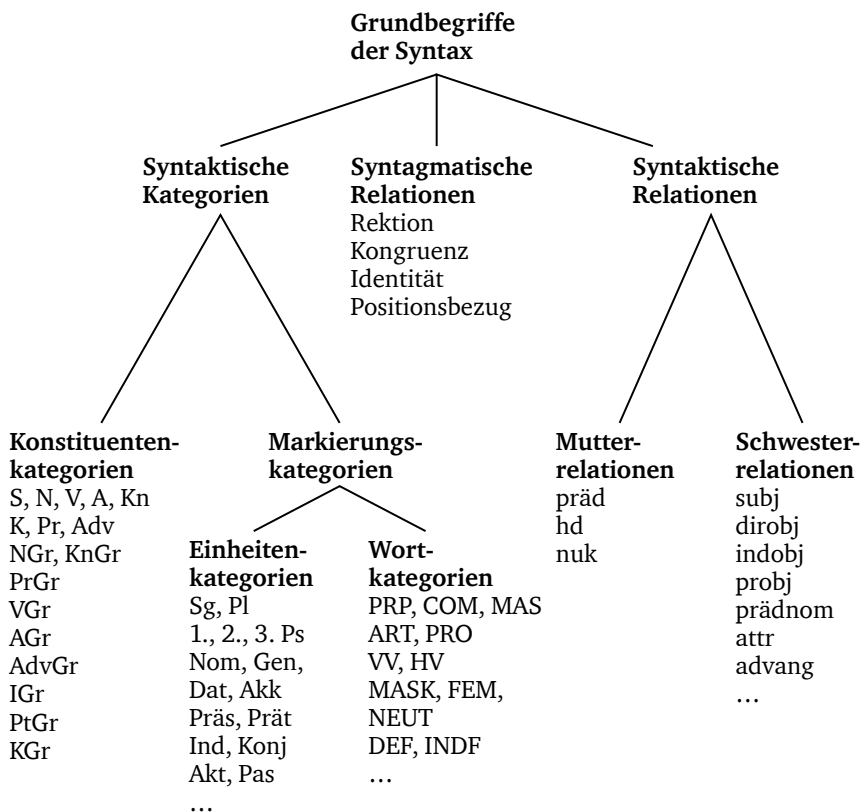 Grundbegriffe
der Syntax
Syntaktische
Kategorien
Syntagmatische
Relationen
Rektion
Kongruenz
Identität
Positionsbezug
Syntaktische
Relationen
Konstituenten-
kategorien
S, N, V, A, Kn
K, Pr, Adv
NGr, KnGr
PrGr
VGr
AGr
AdvGr
IGr
PtGr
KGr
Markierungs-
kategorien
Einheiten-
kategorien
Sg, Pl
1., 2., 3. Ps
Nom, Gen,
Dat, Akk
Präs, Prät
Ind, Konj
Akt, Pas
…
Wort-
kategorien
PRP, COM, MAS
ART, PRO
VV, HV
MASK, FEM,
NEUT
DEF, INDF
…
Mutter-
relationen
präd
hd
nuk
Schwester-
relationen
subj
dirobj
indobj
probj
prädnom
attr
advang
…